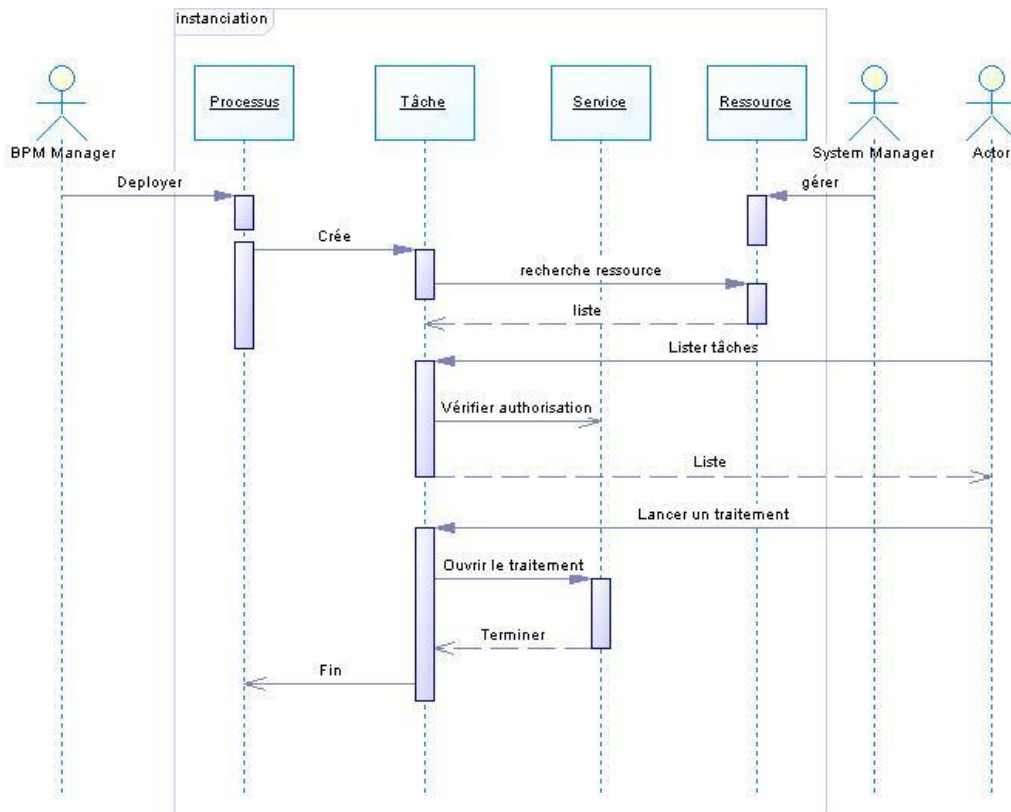 instanciation
Processus
Tâche
Service
Ressource
BPM Manager
System Manager
Actor
Deployer
gérer
Crée
recherche ressource
liste
Lister tâches
Vérifier authorisation
Liste
Lancer un traitement
Ouvrir le traitement
Terminer
Fin